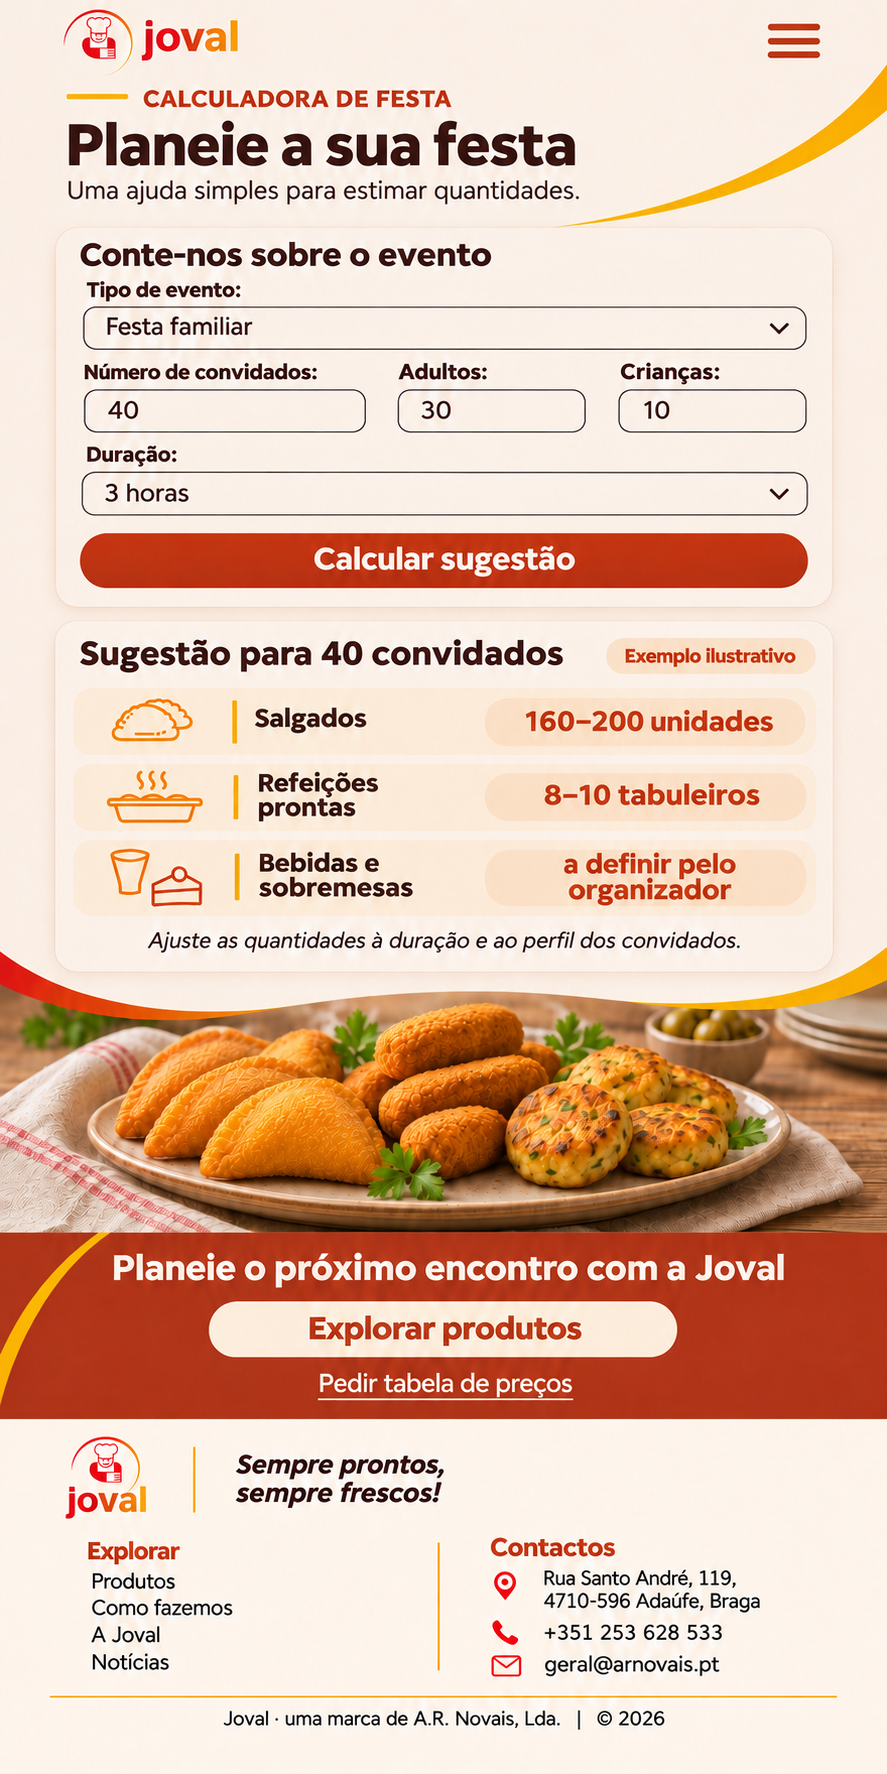 joval
CALCULADORA DE FESTA
Planeie a sua festa
Uma ajuda simples para estimar quantidades.
Conte-nos sobre o evento
Tipo de evento:
Festa familiar
Número de convidados:
Adultos:
Crianças:
40
30
10
Duração:
3 horas
Calcular sugestão
Sugestão para 40 convidados
Exemplo ilustrativo
Salgados
160–200 unidades
Refeições
prontas
8–10 tabuleiros
Bebidas e
sobremesas
a definir pelo
organizador
Ajuste as quantidades à duração e ao perfil dos convidados.
Planeie o próximo encontro com a Joval
Explorar produtos
Pedir tabela de preços
joval
Sempre prontos,
sempre frescos!
Explorar
Produtos
Como fazemos
A Joval
Notícias
Contactos
Rua Santo André, 119,
4710-596 Adaúfe, Braga
+351 253 628 533
geral@arnovais.pt
Joval · uma marca de A.R. Novais, Lda. | © 2026